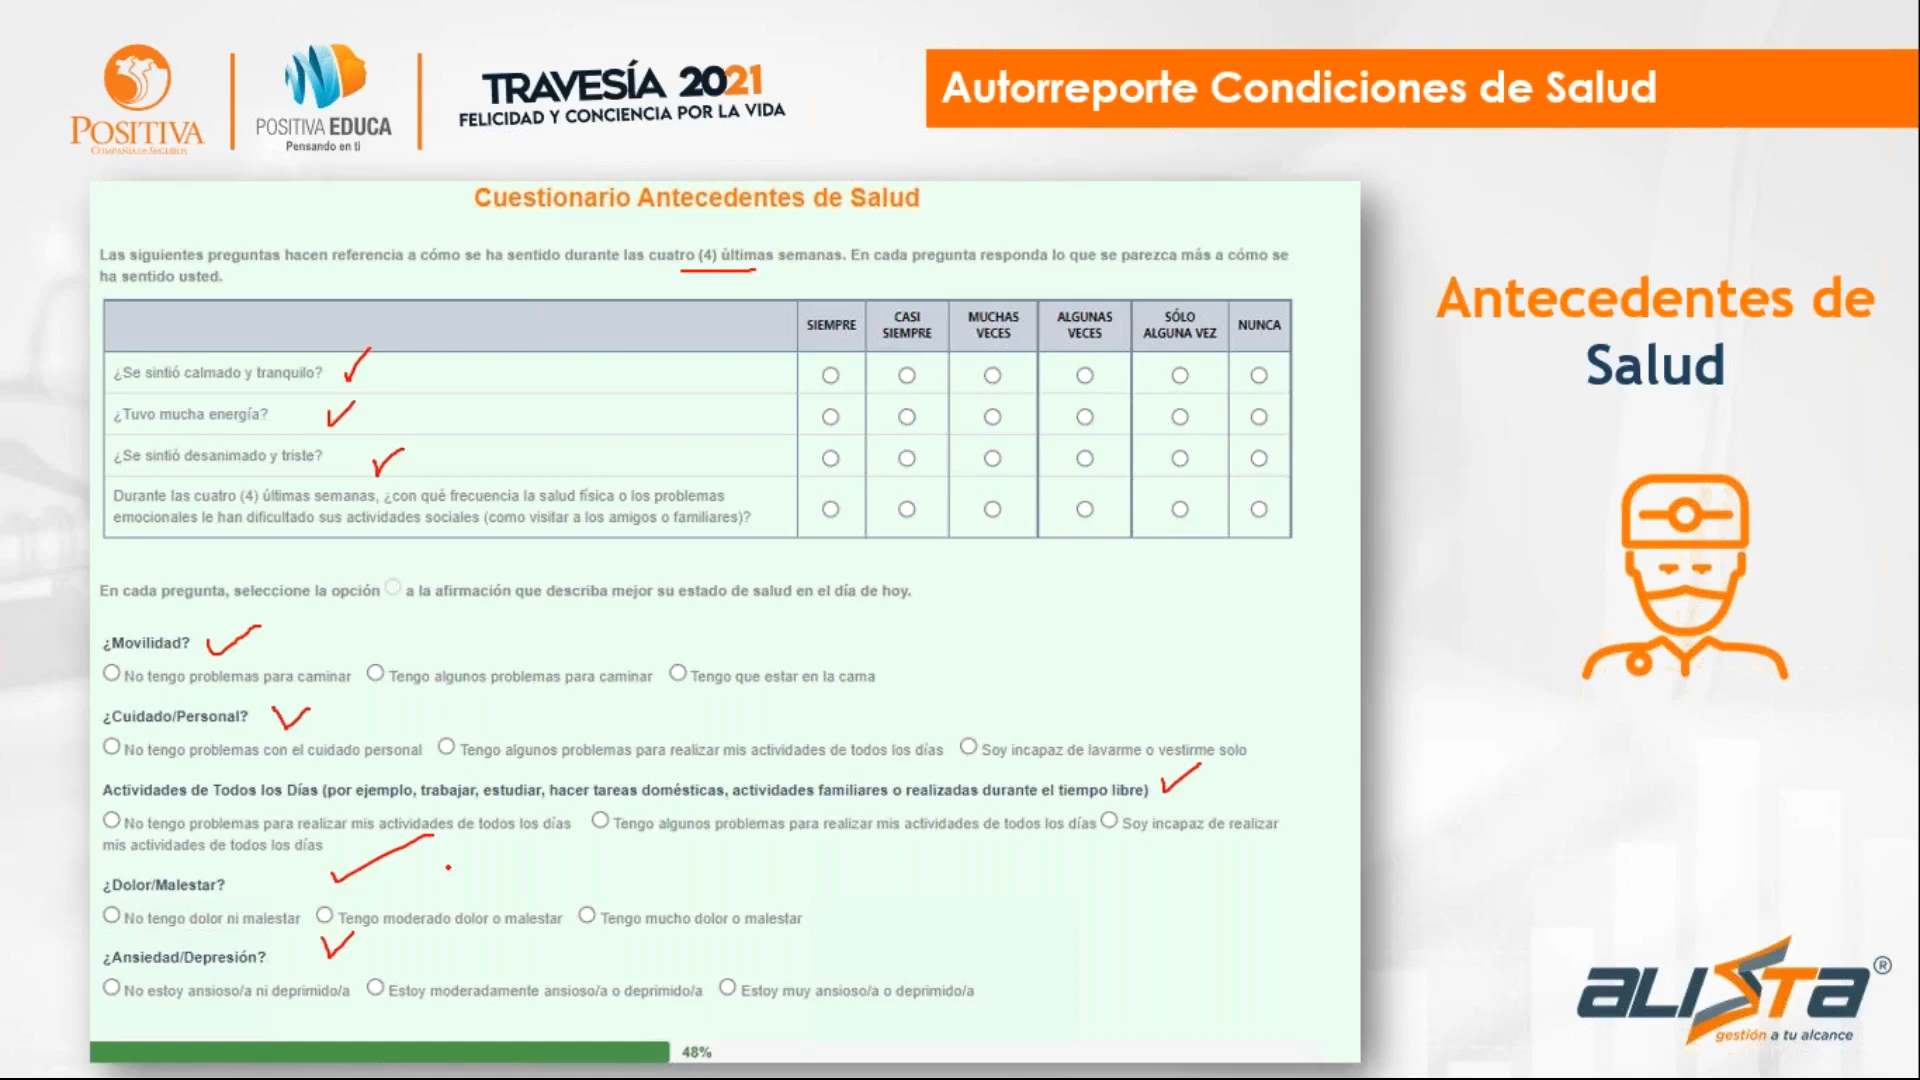 POSITIVA
COMPAÑÍA DE SEGUROS
POSITIVA EDUCA
Pensando en ti
TRAVESÍA 2021
FELICIDAD Y CONCIENCIA POR LA VIDA
Autorreporte Condiciones de Salud
Cuestionario Antecedentes de Salud
Las siguientes preguntas hacen referencia a cómo se ha sentido durante las cuatro (4) últimas semanas. En cada pregunta responda lo que se parezca más a cómo se
ha sentido usted.
SIEMPRE CASI SIEMPRE MUCHAS VECES ALGUNAS VECES SÓLO ALGUNA VEZ NUNCA
¿Se sintió calmado y tranquilo?
¿Tuvo mucha energía?
¿Se sintió desanimado y triste?
Durante las cuatro (4) últimas semanas, ¿con qué frecuencia la salud física o los problemas
emocionales le han dificultado sus actividades sociales (como visitar a los amigos o familiares)?
En cada pregunta, seleccione la opción a la afirmación que describa mejor su estado de salud en el día de hoy.
¿Movilidad?
No tengo problemas para caminar Tengo algunos problemas para caminar Tengo que estar en la cama
¿Cuidado/Personal?
No tengo problemas con el cuidado personal Tengo algunos problemas para realizar mis actividades de todos los días Soy incapaz de lavarme o vestirme solo
Actividades de Todos los Días (por ejemplo, trabajar, estudiar, hacer tareas domésticas, actividades familiares o realizadas durante el tiempo libre)
No tengo problemas para realizar mis actividades de todos los días Tengo algunos problemas para realizar mis actividades de todos los días Soy incapaz de realizar
mis actividades de todos los días
¿Dolor/Malestar?
No tengo dolor ni malestar Tengo moderado dolor o malestar Tengo mucho dolor o malestar
¿Ansiedad/Depresión?
No estoy ansioso/a ni deprimido/a Estoy moderadamente ansioso/a o deprimido/a Estoy muy ansioso/a o deprimido/a
48%
Antecedentes de
Salud
aLISTa®
gestión a tu alcance